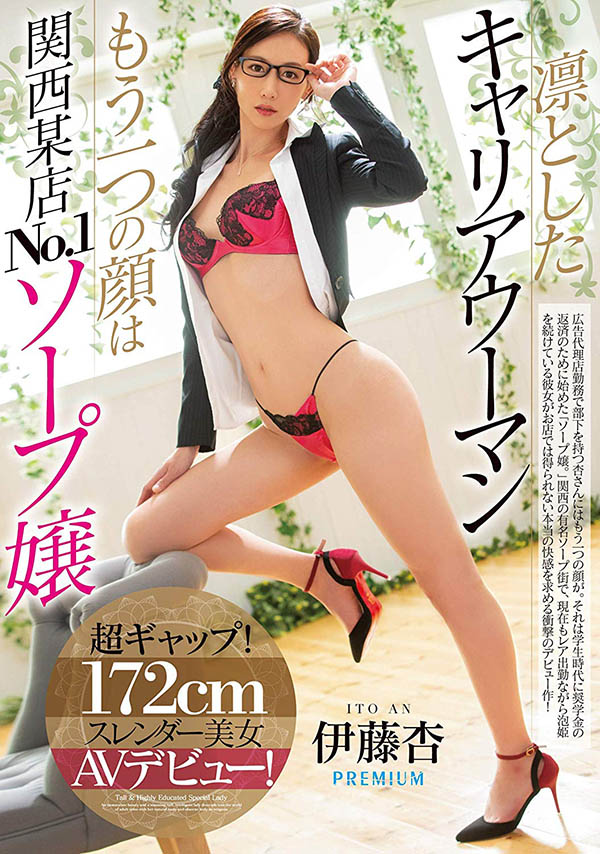 凛とした
キャリアウーマン
もう一つの顔は
関西某店
No.1
ソープ嬢
広告代理店勤務で部下を持つ杏さんにはもう一つの顔が。それは学生時代に奨学金の
返済のために始めた「ソープ嬢。」関西の有名ソープ街で、現在もレア出勤ながら泡姫
を続けている彼女がお店では得られない本当の快感を求める衝撃のデビュー作！
超ギャップ！
172cm
スレンダー美女
AVデビュー！
Tall & Highly Educated Special Lady
ITO AN
伊藤杏
PREMIUM